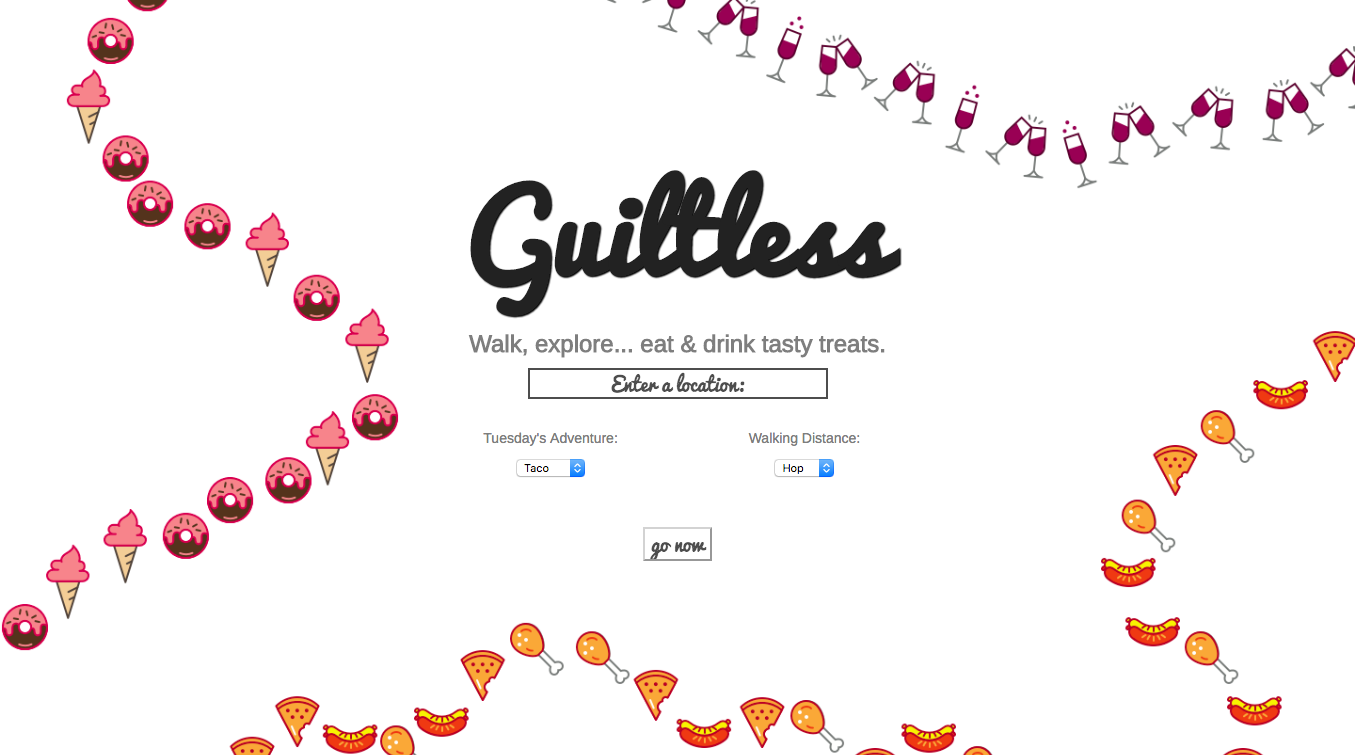 Guiltless
Walk, explore... eat & drink tasty treats.
Enter a location:
Tuesday's Adventure: Walking Distance:
Taco Hop
go now